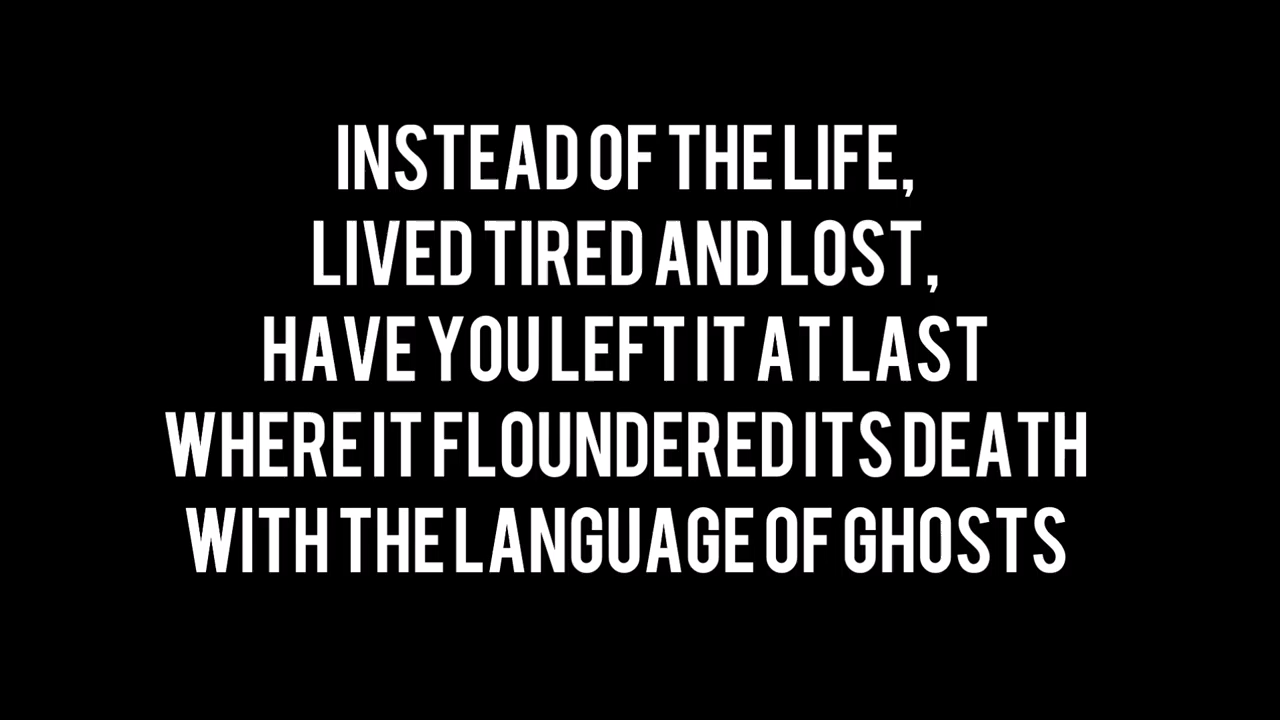 INSTEAD OF THE LIFE,
LIVED TIRED AND LOST,
HAVE YOU LEFT IT AT LAST
WHERE IT FLOUNDERED ITS DEATH
WITH THE LANGUAGE OF GHOSTS